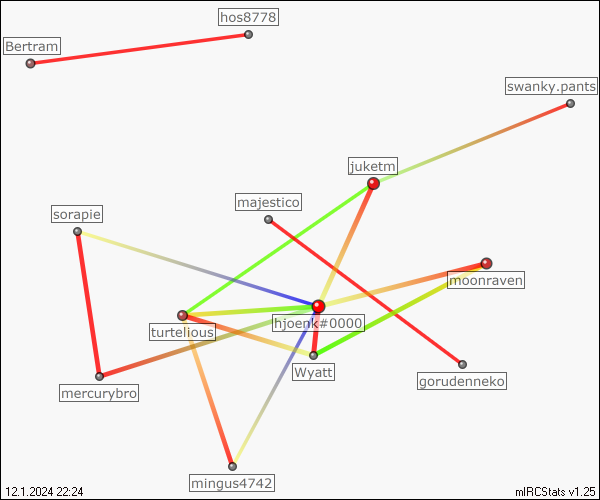 hos8778
Bertram
swanky.pants
juketm
majestico
sorapie
moonraven
hjoenk#0000
turtelious
Wyatt
gorudenneko
mercurybro
mingus4742
12.1.2024 22:24
mIRCStats v1.25